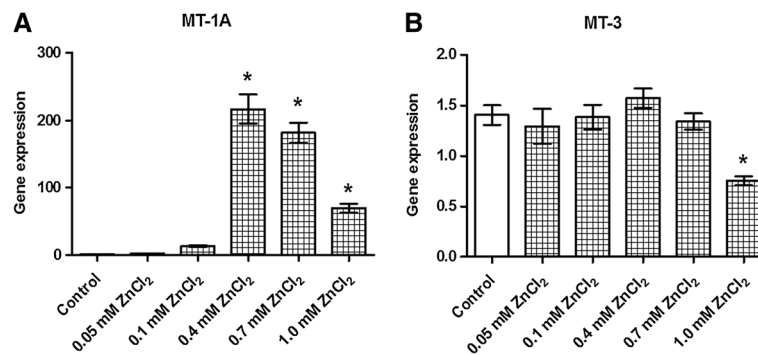 A
MT-1A
Gene expression
300
200
100
0
*
*
*
Control
0.05 mM ZnCl₂
0.1 mM ZnCl₂
0.4 mM ZnCl₂
0.7 mM ZnCl₂
1.0 mM ZnCl₂
B
MT-3
Gene expression
2.0
1.5
1.0
0.5
0.0
*
Control
0.05 mM ZnCl₂
0.1 mM ZnCl₂
0.4 mM ZnCl₂
0.7 mM ZnCl₂
1.0 mM ZnCl₂